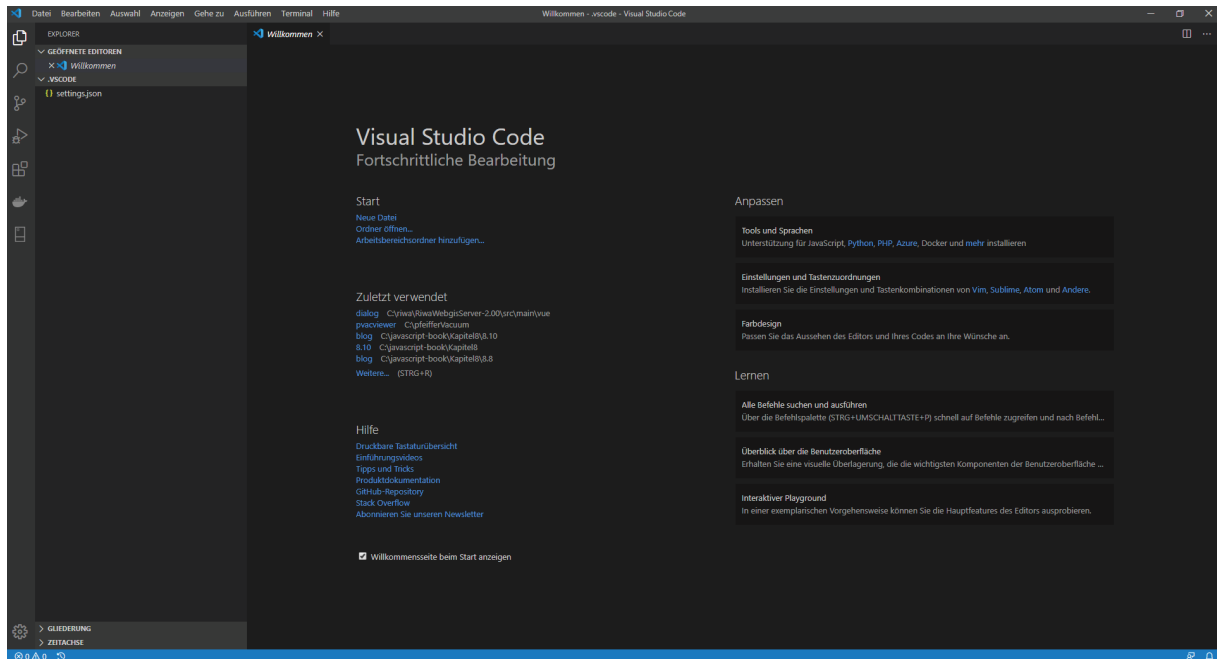 Datei Bearbeiten Auswahl Anzeigen Gehe zu Ausführen Terminal Hilfe
Willkommen - .vscode - Visual Studio Code
EXPLORER
GEÖFFNETE EDITOREN
Willkommen
.VSCODE
{} settings.json
Willkommen
Visual Studio Code
Fortschrittliche Bearbeitung
Start
Neue Datei
Ordner öffnen...
Arbeitsbereichsordner hinzufügen...
Zuletzt verwendet
dialog C:\riwa\RiwaWebgisServer-2.00\src\main\vue
pvacviewer C:\pfeifferVacuum
blog C:\javascript-book\Kapitel8\8.10
8.10 C:\javascript-book\Kapitel8
blog C:\javascript-book\Kapitel8\8.8
Weitere... (STRG+R)
Hilfe
Druckbare Tastaturübersicht
Einführungsvideos
Tipps und Tricks
Produktdokumentation
GitHub-Repository
Stack Overflow
Abonnieren Sie unseren Newsletter
Willkommensseite beim Start anzeigen
Anpassen
Tools und Sprachen
Unterstützung für JavaScript, Python, PHP, Azure, Docker und mehr installieren
Einstellungen und Tastenzuordnungen
Installieren Sie die Einstellungen und Tastenkombinationen von Vim, Sublime, Atom und Andere.
Farbdesign
Passen Sie das Aussehen des Editors und Ihres Codes an Ihre Wünsche an.
Lernen
Alle Befehle suchen und ausführen
Über die Befehlspalette (STRG+UMSCHALTTASTE+P) schnell auf Befehle zugreifen und nach Befehl...
Überblick über die Benutzeroberfläche
Erhalten Sie eine visuelle Überlagerung, die die wichtigsten Komponenten der Benutzeroberfläche ...
Interaktiver Playground
In einer exemplarischen Vorgehensweise können Sie die Hauptfeatures des Editors ausprobieren.
GLIEDERUNG
ZEITACHSE
0 0